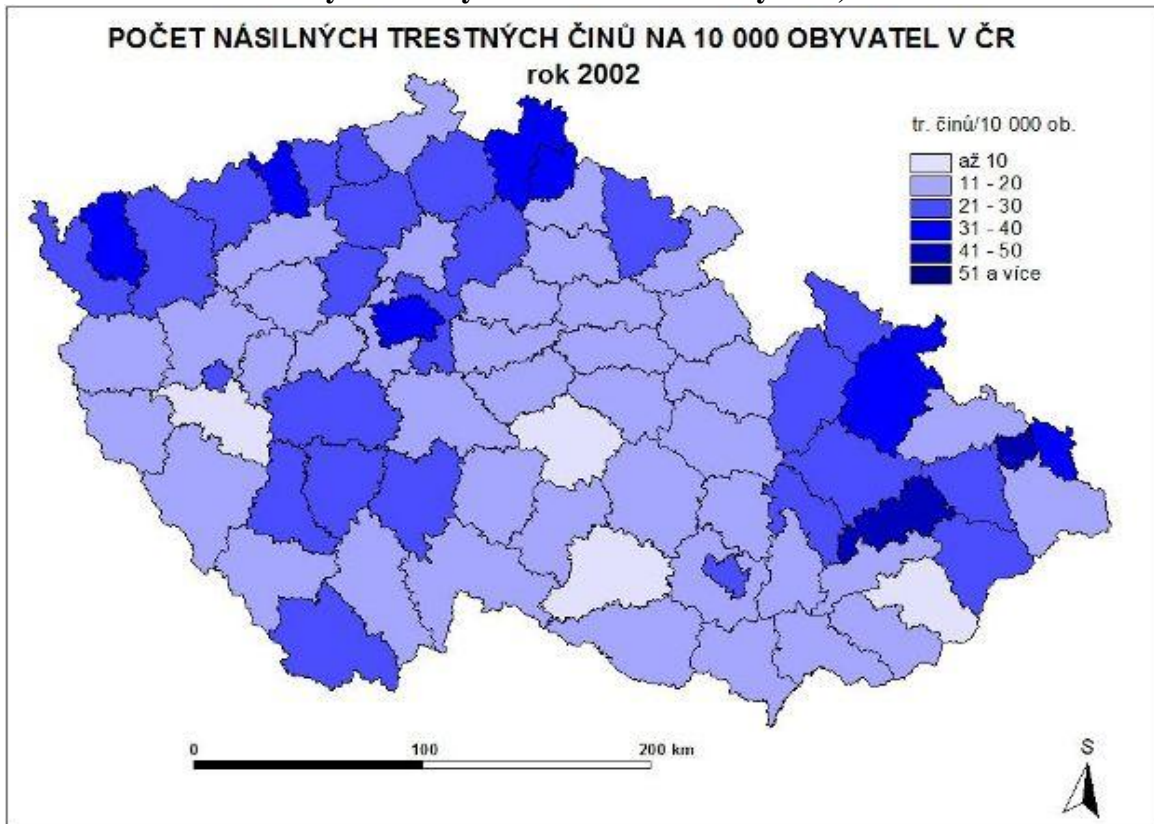 POČET NÁSILNÝCH TRESTNÝCH ČINŮ NA 10 000 OBYVATEL V ČR
rok 2002
tr. činů/10 000 ob.
až 10
11 - 20
21 - 30
31 - 40
41 - 50
51 a více
0 100 200 km
S